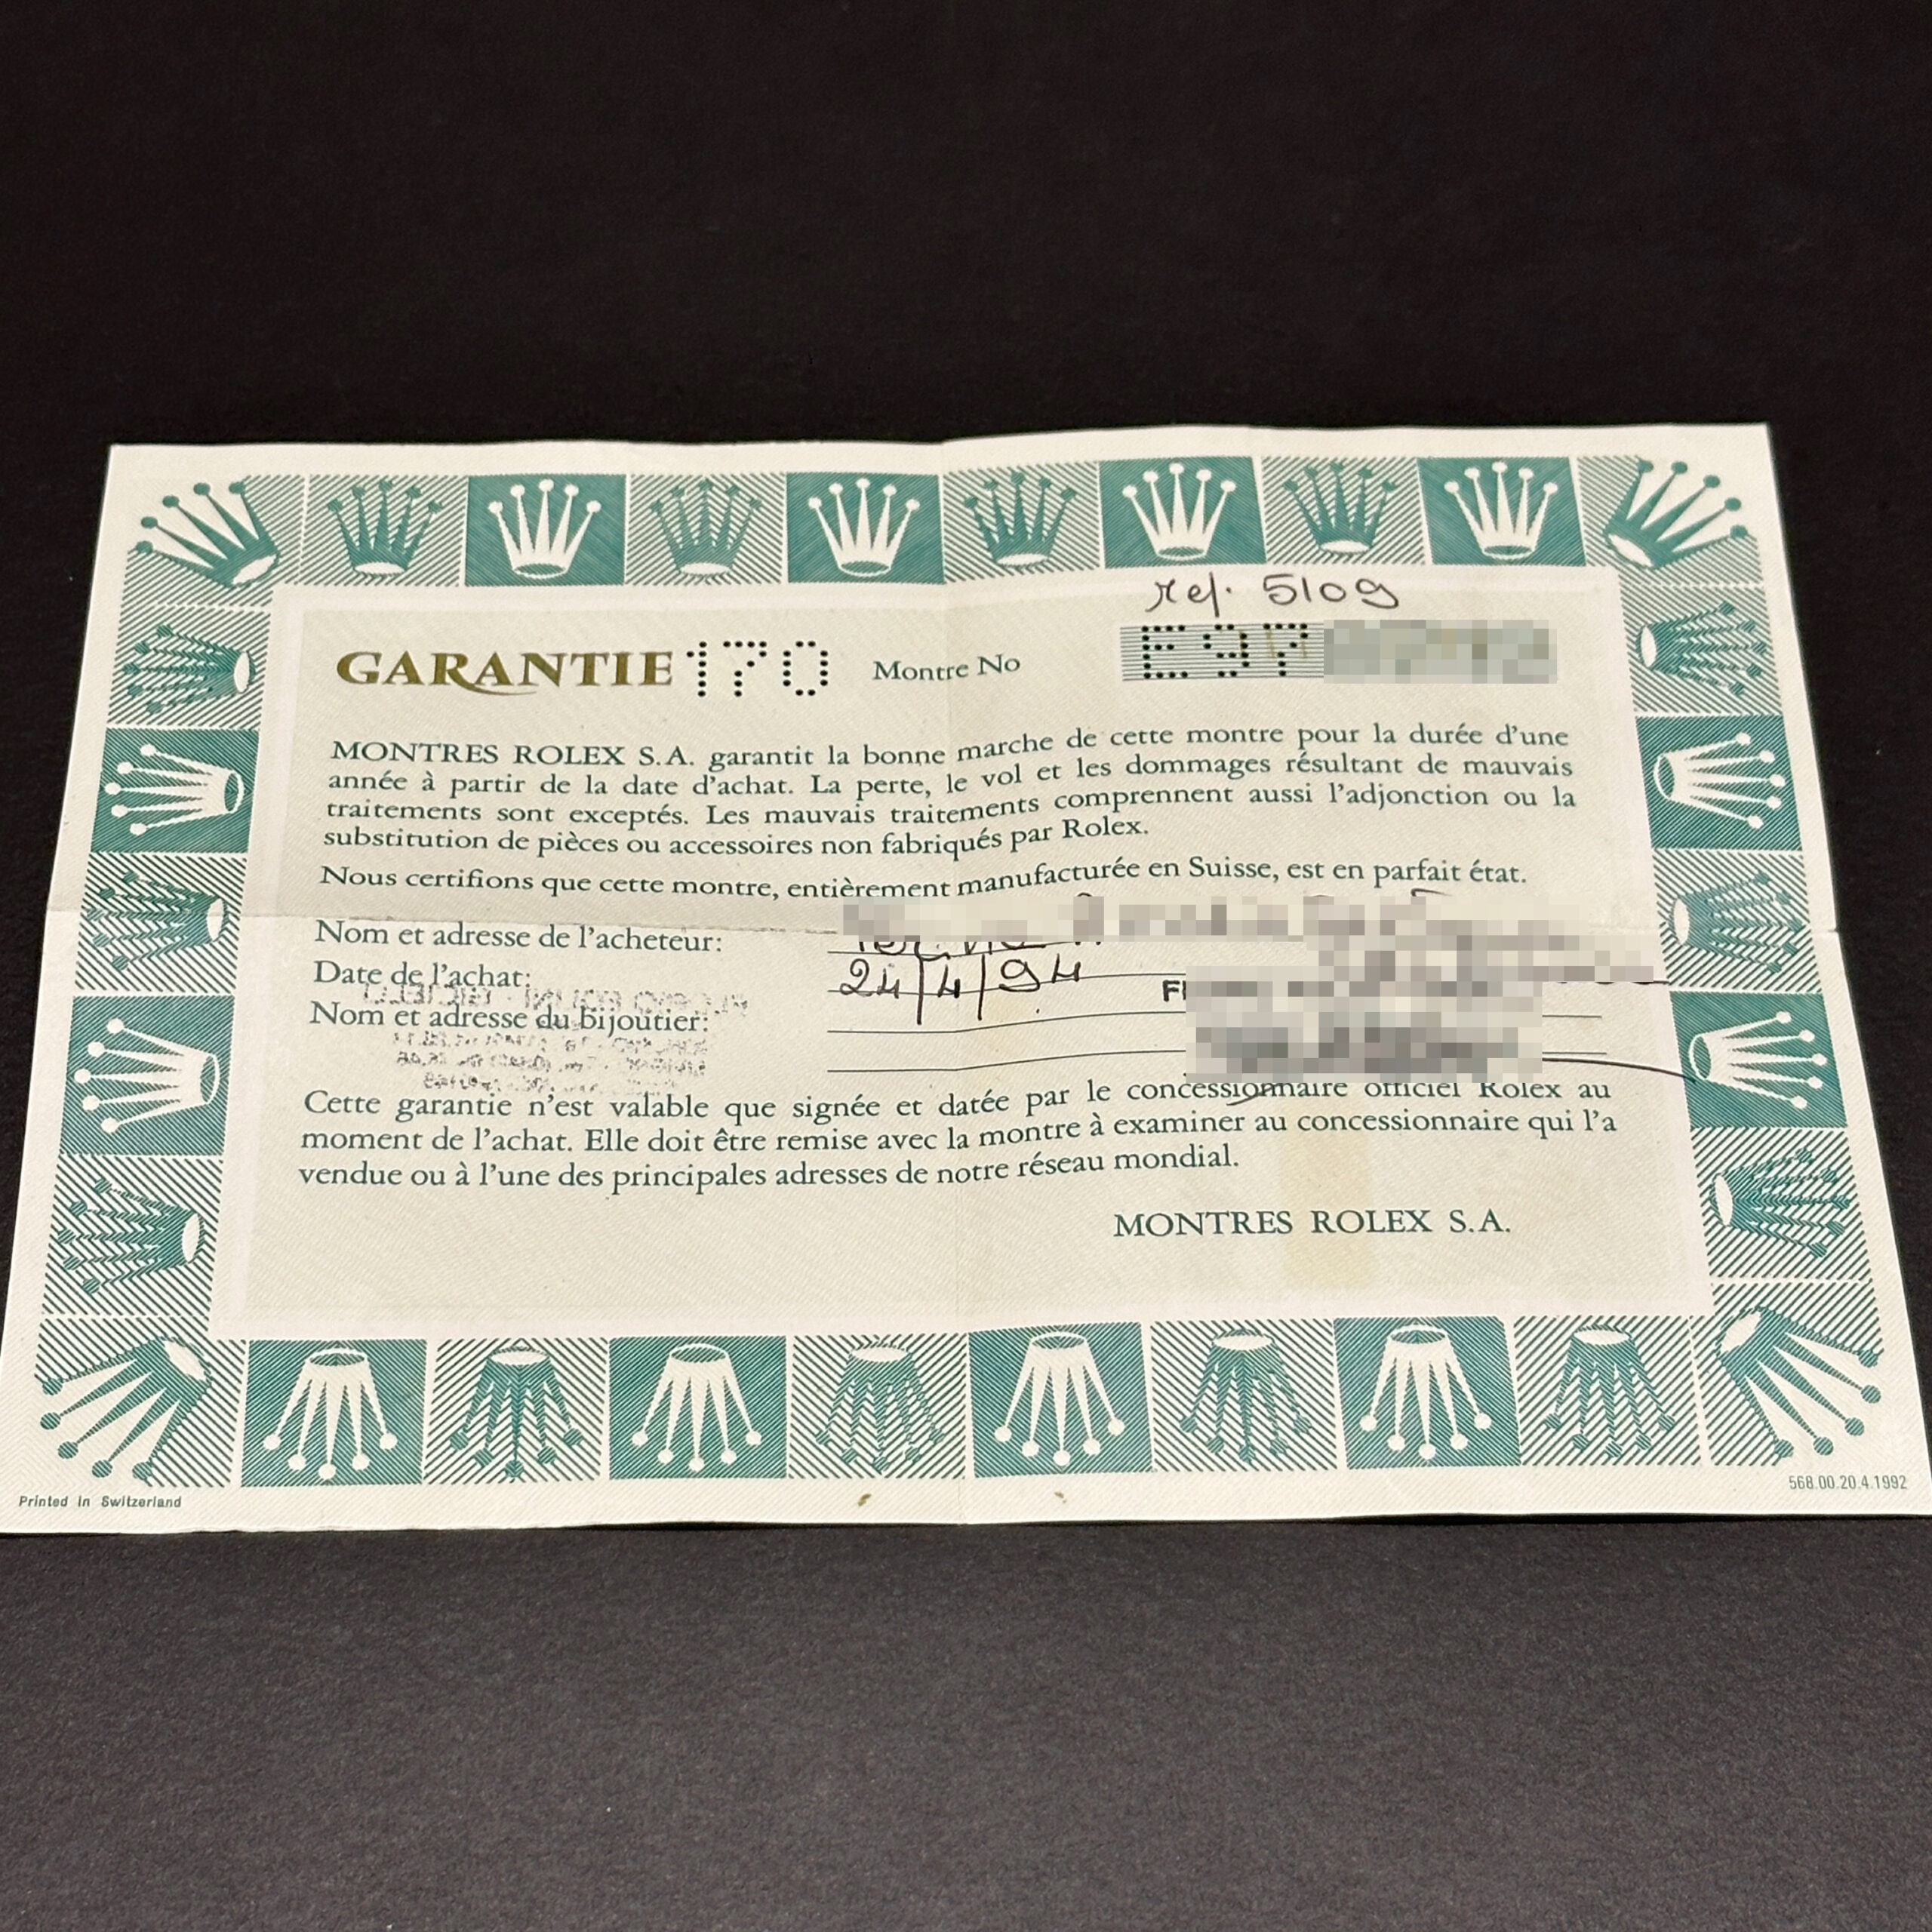 ref. 5109
GARANTIE 170 Montre No E97
MONTRES ROLEX S.A. garantit la bonne marche de cette montre pour la durée d'une
année à partir de la date d'achat. La perte, le vol et les dommages résultant de mauvais
traitements sont exceptés. Les mauvais traitements comprennent aussi l'adjonction ou la
substitution de pièces ou accessoires non fabriqués par Rolex.
Nous certifions que cette montre, entièrement manufacturée en Suisse, est en parfait état.
Nom et adresse de l'acheteur:
Date de l'achat: 24/4/94
Nom et adresse du bijoutier:
Cette garantie n'est valable que signée et datée par le concessionnaire officiel Rolex au
moment de l'achat. Elle doit être remise avec la montre à examiner au concessionnaire qui l'a
vendue ou à l'une des principales adresses de notre réseau mondial.
MONTRES ROLEX S.A.
Printed in Switzerland
568.00.20.4.1992